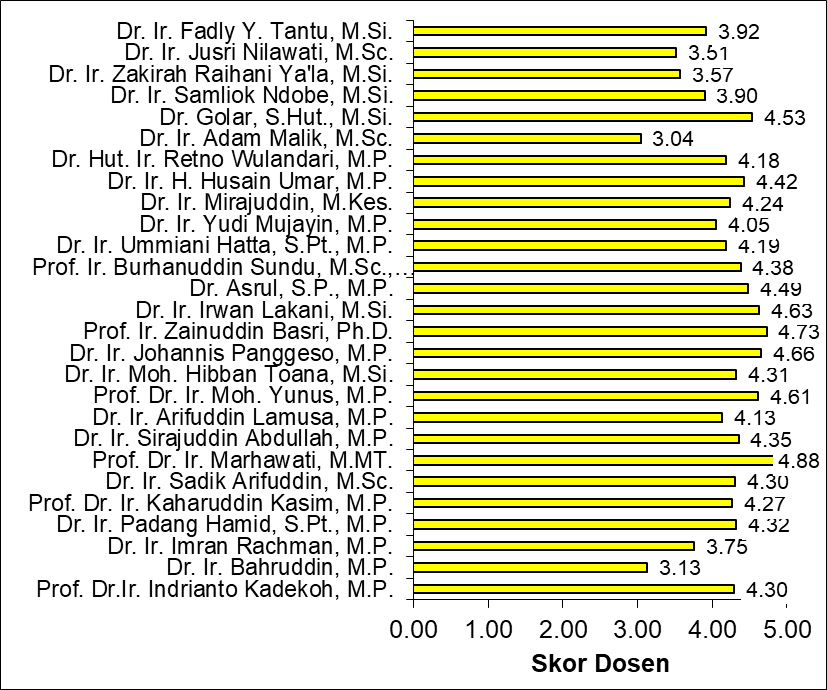 Dr. Ir. Fadly Y. Tantu, M.Si. 3.92
Dr. Ir. Jusri Nilawati, M.Sc. 3.51
Dr. Ir. Zakirah Raihani Ya'la, M.Si. 3.57
Dr. Ir. Samliok Ndobe, M.Si. 3.90
Dr. Golar, S.Hut., M.Si. 4.53
Dr. Ir. Adam Malik, M.Sc. 3.04
Dr. Hut. Ir. Retno Wulandari, M.P. 4.18
Dr. Ir. H. Husain Umar, M.P. 4.42
Dr. Ir. Mirajuddin, M.Kes. 4.24
Dr. Ir. Yudi Mujayin, M.P. 4.05
Dr. Ir. Ummiani Hatta, S.Pt., M.P. 4.19
Prof. Ir. Burhanuddin Sundu, M.Sc.,… 4.38
Dr. Asrul, S.P., M.P. 4.49
Dr. Ir. Irwan Lakani, M.Si. 4.63
Prof. Ir. Zainuddin Basri, Ph.D. 4.73
Dr. Ir. Johannis Panggeso, M.P. 4.66
Dr. Ir. Moh. Hibban Toana, M.Si. 4.31
Prof. Dr. Ir. Moh. Yunus, M.P. 4.61
Dr. Ir. Arifuddin Lamusa, M.P. 4.13
Dr. Ir. Sirajuddin Abdullah, M.P. 4.35
Prof. Dr. Ir. Marhawati, M.MT. 4.88
Dr. Ir. Sadik Arifuddin, M.Sc. 4.30
Prof. Dr. Ir. Kaharuddin Kasim, M.P. 4.27
Dr. Ir. Padang Hamid, S.Pt., M.P. 4.32
Dr. Ir. Imran Rachman, M.P. 3.75
Dr. Ir. Bahruddin, M.P. 3.13
Prof. Dr.Ir. Indrianto Kadekoh, M.P. 4.30
0.00 1.00 2.00 3.00 4.00 5.00
Skor Dosen